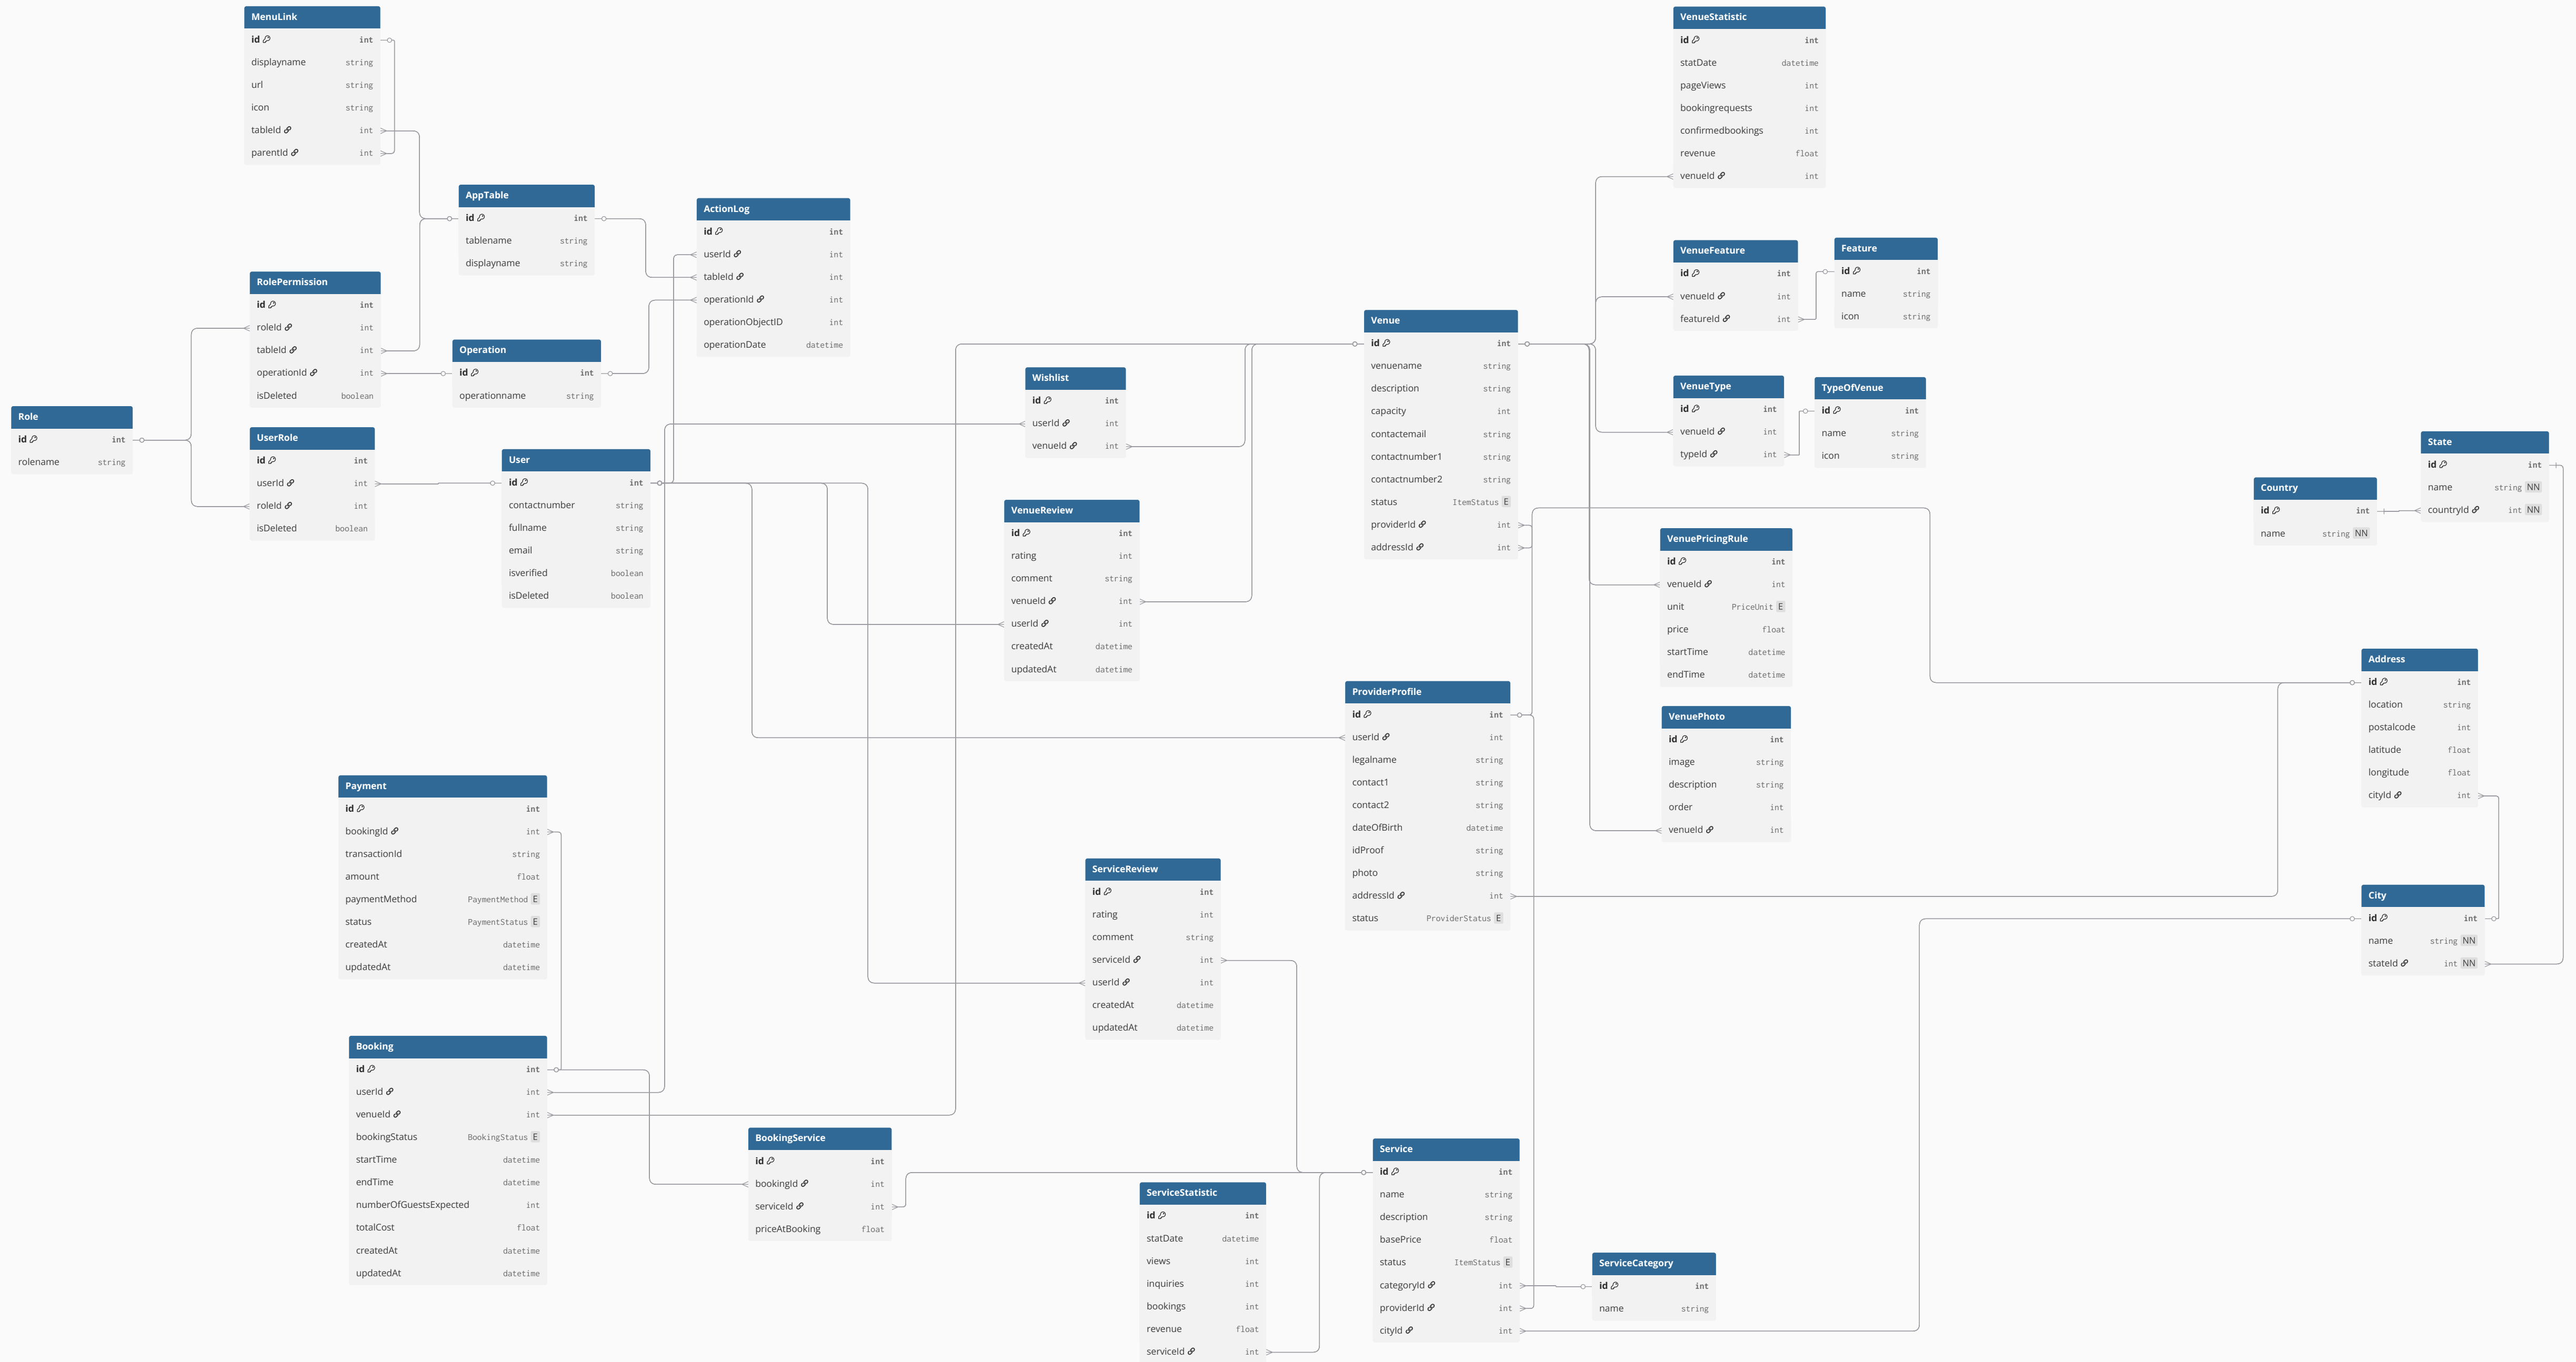 MenuLink
id int
displayname string
url string
icon string
tableId int
parentId int
AppTable
id int
tablename string
displayname string
ActionLog
id int
userId int
tableId int
operationId int
operationObjectID int
operationDate datetime
RolePermission
id int
roleId int
tableId int
operationId int
isDeleted boolean
Operation
id int
operationname string
Role
id int
rolename string
UserRole
id int
userId int
roleId int
isDeleted boolean
User
id int
contactnumber string
fullname string
email string
isverified boolean
isDeleted boolean
Wishlist
id int
userId int
venueId int
VenueReview
id int
rating int
comment string
venueId int
userId int
createdAt datetime
updatedAt datetime
Venue
id int
venuename string
description string
capacity int
contactemail string
contactnumber1 string
contactnumber2 string
status ItemStatus E
providerId int
addressId int
VenueStatistic
id int
statDate datetime
pageViews int
bookingrequests int
confirmedbookings int
revenue float
venueId int
VenueFeature
id int
venueId int
featureId int
Feature
id int
name string
icon string
VenueType
id int
venueId int
typeId int
TypeOfVenue
id int
name string
icon string
VenuePricingRule
id int
venueId int
unit PriceUnit E
price float
startTime datetime
endTime datetime
VenuePhoto
id int
image string
description string
order int
venueId int
State
id int
name string NN
countryId int NN
Country
id int
name string NN
Address
id int
location string
postalcode int
latitude float
longitude float
cityId int
City
id int
name string NN
stateId int NN
ProviderProfile
id int
userId int
legalname string
contact1 string
contact2 string
dateOfBirth datetime
idProof string
photo string
addressId int
status ProviderStatus E
Payment
id int
bookingId int
transactionId string
amount float
paymentMethod PaymentMethod E
status PaymentStatus E
createdAt datetime
updatedAt datetime
ServiceReview
id int
rating int
comment string
serviceId int
userId int
createdAt datetime
updatedAt datetime
Booking
id int
userId int
venueId int
bookingStatus BookingStatus E
startTime datetime
endTime datetime
numberOfGuestsExpected int
totalCost float
createdAt datetime
updatedAt datetime
BookingService
id int
bookingId int
serviceId int
priceAtBooking float
ServiceStatistic
id int
statDate datetime
views int
inquiries int
bookings int
revenue float
serviceId int
Service
id int
name string
description string
basePrice float
status ItemStatus E
categoryId int
providerId int
cityId int
ServiceCategory
id int
name string